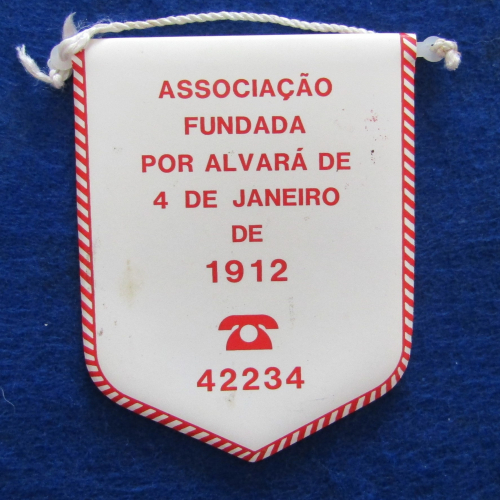 ASSOCIAÇÃO
FUNDADA
POR ALVARÁ DE
4 DE JANEIRO
DE
1912
42234